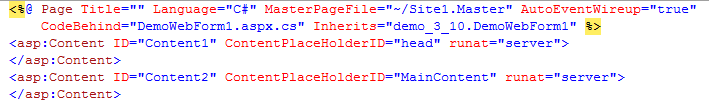 <%@ Page Title="" Language="C#" MasterPageFile="~/Site1.Master" AutoEventWireup="true"
CodeBehind="DemoWebForm1.aspx.cs" Inherits="demo_3_10.DemoWebForm1" %>
<asp:Content ID="Content1" ContentPlaceHolderID="head" runat="server">
</asp:Content>
<asp:Content ID="Content2" ContentPlaceHolderID="MainContent" runat="server">
</asp:Content>